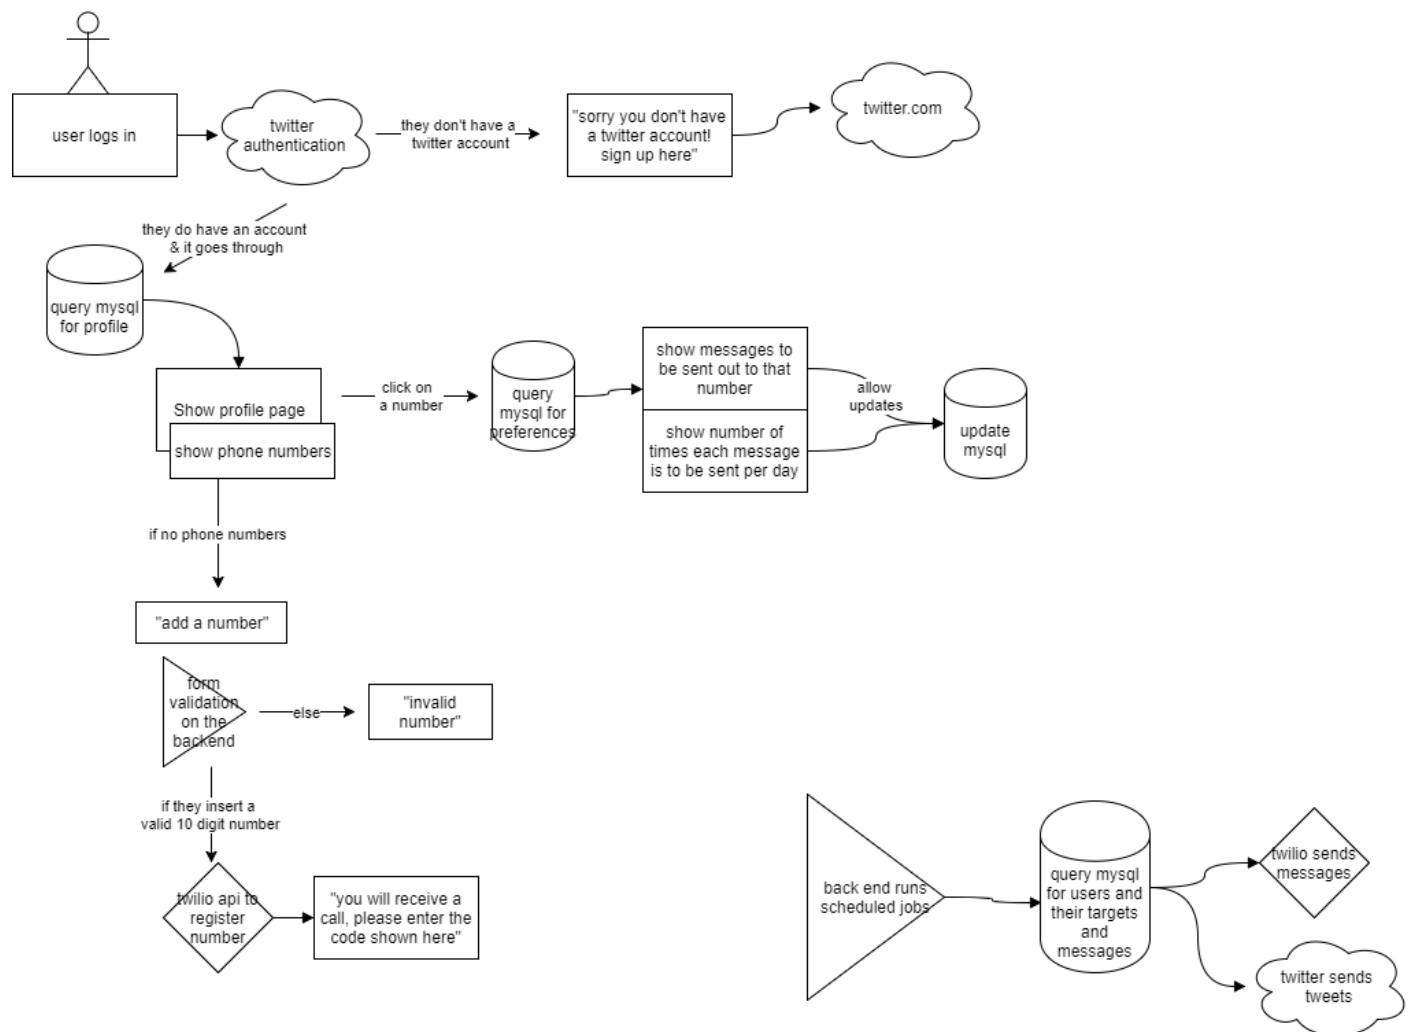 user logs in
twitter
authentication
they don't have a
twitter account
"sorry you don't have
a twitter account!
sign up here"
twitter.com
they do have an account
& it goes through
query mysql
for profile
Show profile page
show phone numbers
click on
a number
query
mysql for
preferences
show messages to
be sent out to that
number
show number of
times each message
is to be sent per day
allow
updates
update
mysql
if no phone numbers
"add a number"
form
validation
on the
backend
else
"invalid
number"
if they insert a
valid 10 digit number
twilio api to
register
number
"you will receive a
call, please enter the
code shown here"
back end runs
scheduled jobs
query mysql
for users and
their targets
and
messages
twilio sends
messages
twitter sends
tweets